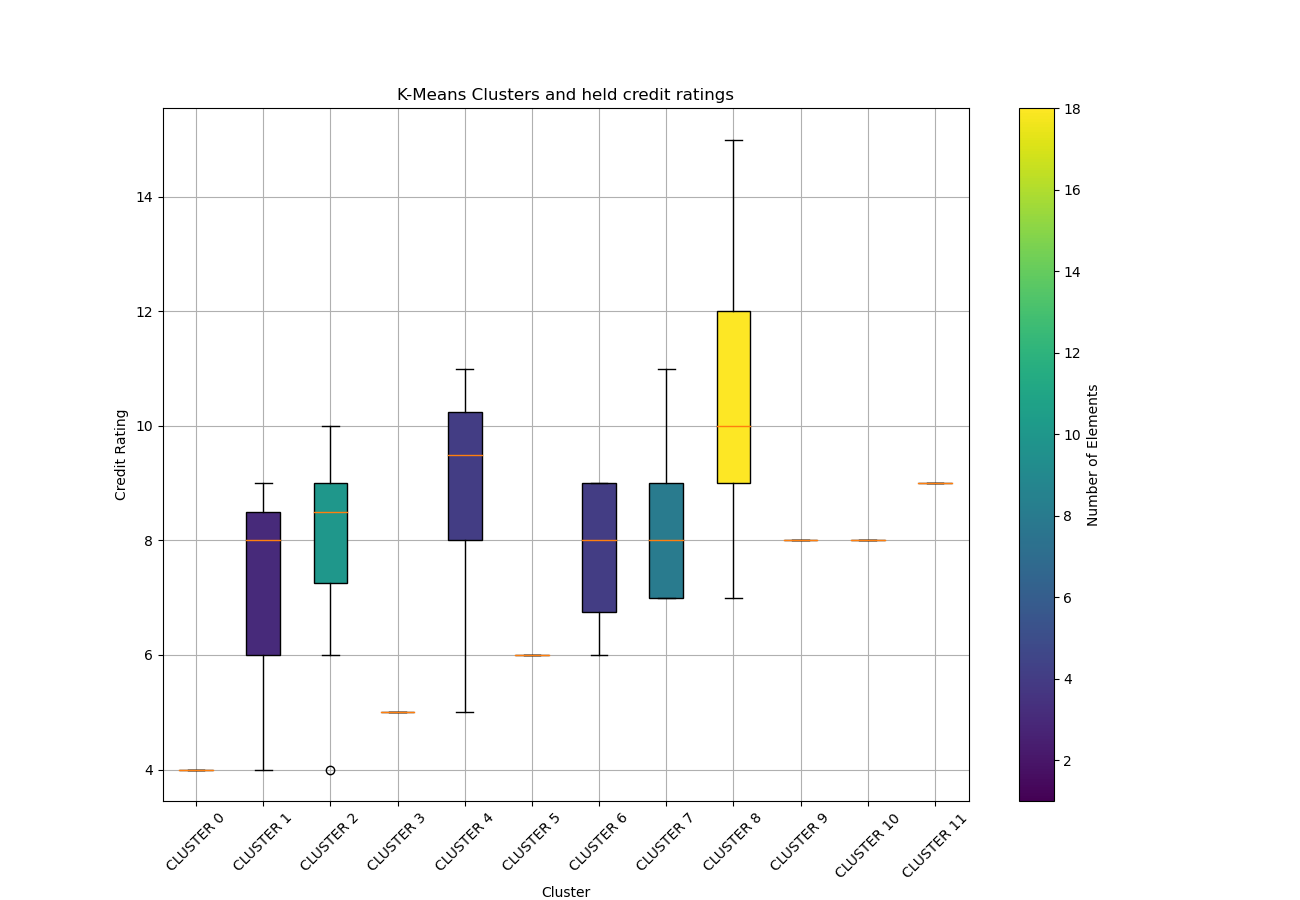 K-Means Clusters and held credit ratings
Credit Rating
14
12
10
8
6
4
CLUSTER 0
CLUSTER 1
CLUSTER 2
CLUSTER 3
CLUSTER 4
CLUSTER 5
CLUSTER 6
CLUSTER 7
CLUSTER 8
CLUSTER 9
CLUSTER 10
CLUSTER 11
Cluster
18
16
14
12
10
8
6
4
2
Number of Elements